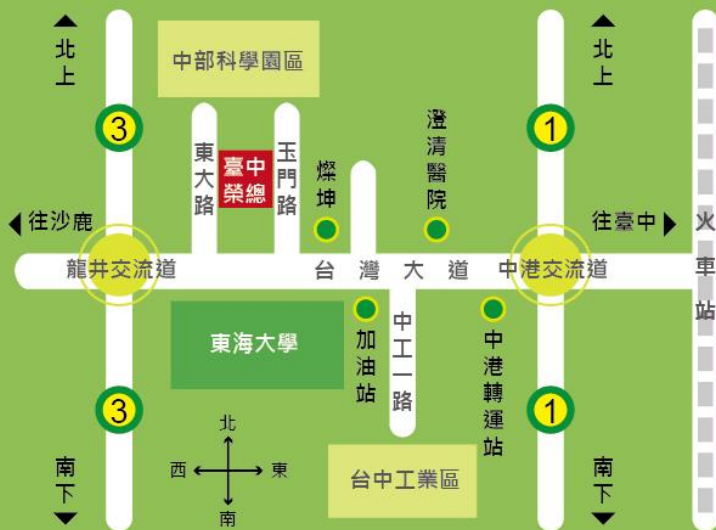 北上
北上
中部科學園區
3
1
東大路
臺中
榮總
玉門路
燦坤
澄清醫院
往沙鹿
往臺中
火車站
龍井交流道
台灣大道
中港交流道
東海大學
加油站
中工一路
中港轉運站
3
1
北
西
東
南
台中工業區
南下
南下